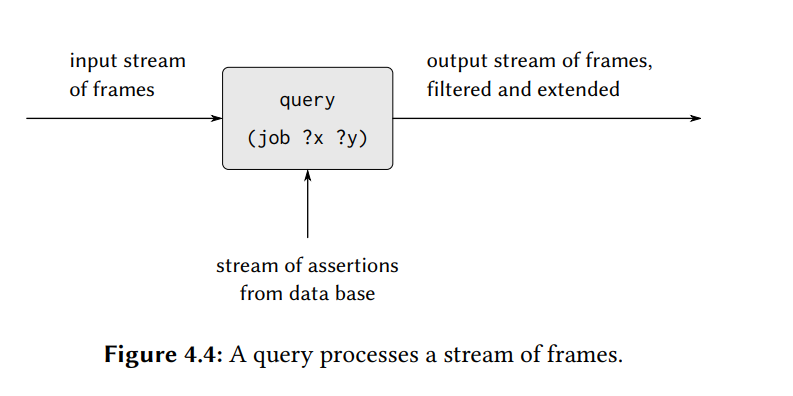 input stream
of frames
query
(job ?x ?y)
output stream of frames,
filtered and extended
stream of assertions
from data base
Figure 4.4: A query processes a stream of frames.